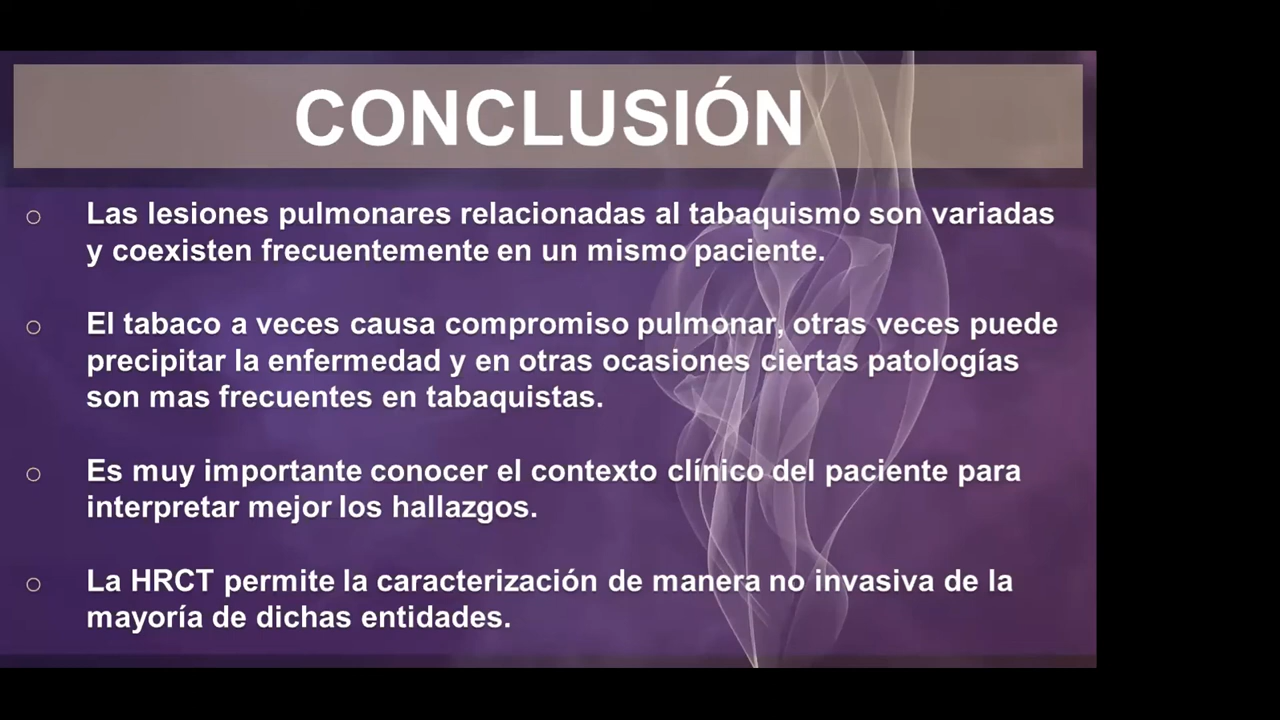 CONCLUSIÓN
Las lesiones pulmonares relacionadas al tabaquismo son variadas
y coexisten frecuentemente en un mismo paciente.
El tabaco a veces causa compromiso pulmonar, otras veces puede
precipitar la enfermedad y en otras ocasiones ciertas patologías
son mas frecuentes en tabaquistas.
Es muy importante conocer el contexto clínico del paciente para
interpretar mejor los hallazgos.
La HRCT permite la caracterización de manera no invasiva de la
mayoría de dichas entidades.